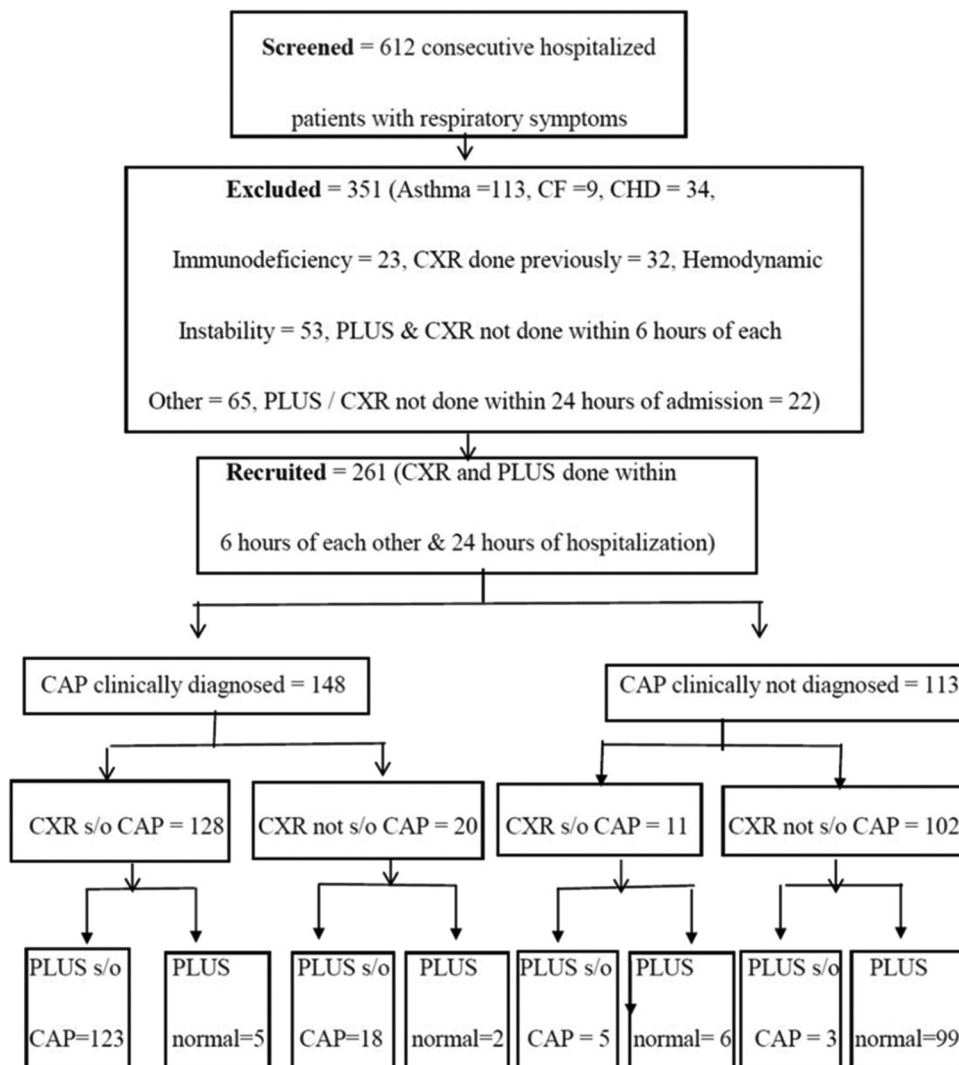 Screened = 612 consecutive hospitalized
patients with respiratory symptoms
Excluded = 351 (Asthma =113, CF =9, CHD = 34,
Immunodeficiency = 23, CXR done previously = 32, Hemodynamic
Instability = 53, PLUS & CXR not done within 6 hours of each
Other = 65, PLUS / CXR not done within 24 hours of admission = 22)
Recruited = 261 (CXR and PLUS done within
6 hours of each other & 24 hours of hospitalization)
CAP clinically diagnosed = 148
CAP clinically not diagnosed = 113
CXR s/o CAP = 128
CXR not s/o CAP = 20
CXR s/o CAP = 11
CXR not s/o CAP = 102
PLUS s/o
CAP=123
PLUS
normal=5
PLUS s/o
CAP=18
PLUS
normal=2
PLUS s/o
CAP = 5
PLUS
normal= 6
PLUS s/o
CAP = 3
PLUS
normal=99